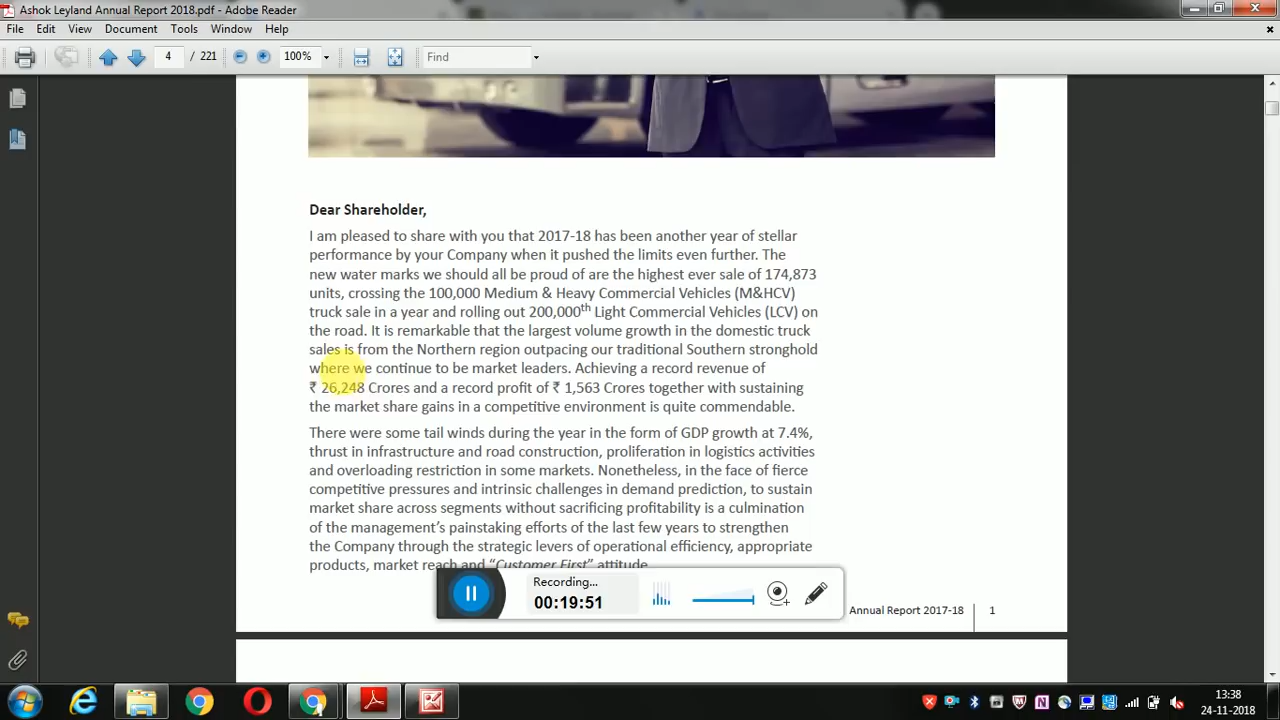 Ashok Leyland Annual Report 2018.pdf - Adobe Reader
File Edit View Document Tools Window Help
4 / 221 100% Find
Dear Shareholder,
I am pleased to share with you that 2017-18 has been another year of stellar
performance by your Company when it pushed the limits even further. The
new water marks we should all be proud of are the highest ever sale of 174,873
units, crossing the 100,000 Medium & Heavy Commercial Vehicles (M&HCV)
truck sale in a year and rolling out 200,000th Light Commercial Vehicles (LCV) on
the road. It is remarkable that the largest volume growth in the domestic truck
sales is from the Northern region outpacing our traditional Southern stronghold
where we continue to be market leaders. Achieving a record revenue of
₹ 26,248 Crores and a record profit of ₹ 1,563 Crores together with sustaining
the market share gains in a competitive environment is quite commendable.
There were some tail winds during the year in the form of GDP growth at 7.4%,
thrust in infrastructure and road construction, proliferation in logistics activities
and overloading restriction in some markets. Nonetheless, in the face of fierce
competitive pressures and intrinsic challenges in demand prediction, to sustain
market share across segments without sacrificing profitability is a culmination
of the management's painstaking efforts of the last few years to strengthen
the Company through the strategic levers of operational efficiency, appropriate
products, market reach and "Customer First" attitude
Recording...
00:19:51
Annual Report 2017-18 1
13:38
24-11-2018